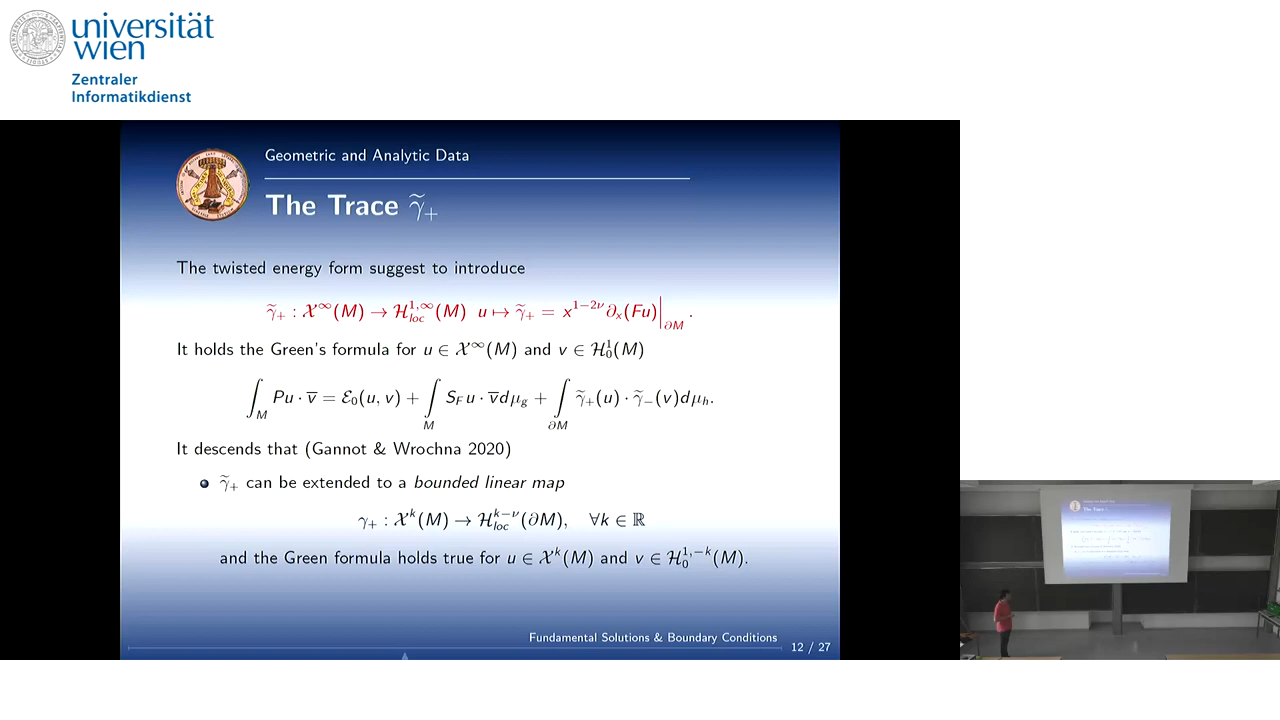 universität
wien
Zentraler
Informatikdienst
Geometric and Analytic Data
The Trace γ̃₊
The twisted energy form suggest to introduce
γ̃₊ : 𝒳^∞(M) → ℋ^{1,∞}_{loc}(M) u ↦ γ̃₊ = x^{1−2ν}∂ₓ(Fu)|_{∂M} .
It holds the Green's formula for u ∈ 𝒳^∞(M) and v ∈ ℋ^1_0(M)
∫_M Pu · v̅ = ℰ₀(u, v) + ∫_M S_F u · v̅ dμ_g + ∫_{∂M} γ̃₊(u) · γ̃₋(v)dμ_h.
It descends that (Gannot & Wrochna 2020)
γ̃₊ can be extended to a bounded linear map
γ₊ : 𝒳^k(M) → ℋ^{k−ν}_{loc}(∂M), ∀k ∈ ℝ
and the Green formula holds true for u ∈ 𝒳^k(M) and v ∈ ℋ^{1,−k}_0(M).
Fundamental Solutions & Boundary Conditions
12 / 27